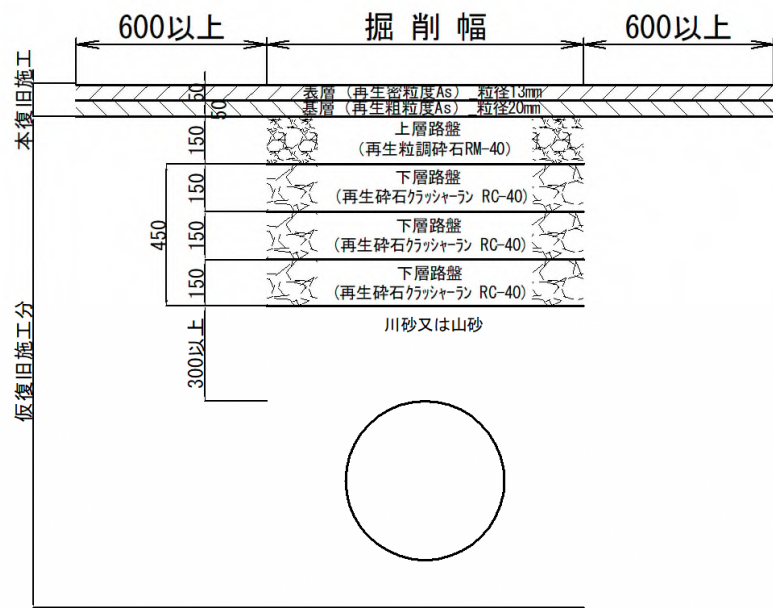 600以上
掘削幅
600以上
本復旧施工
50
表層（再生密粒度As）_粒径13mm
50
基層（再生粗粒度As）_粒径20mm
150
上層路盤
（再生粒調砕石RM-40）
450
150
下層路盤
（再生砕石クラッシャーラン RC-40）
150
下層路盤
（再生砕石クラッシャーラン RC-40）
150
下層路盤
（再生砕石クラッシャーラン RC-40）
300以上
川砂又は山砂
仮復旧施工分